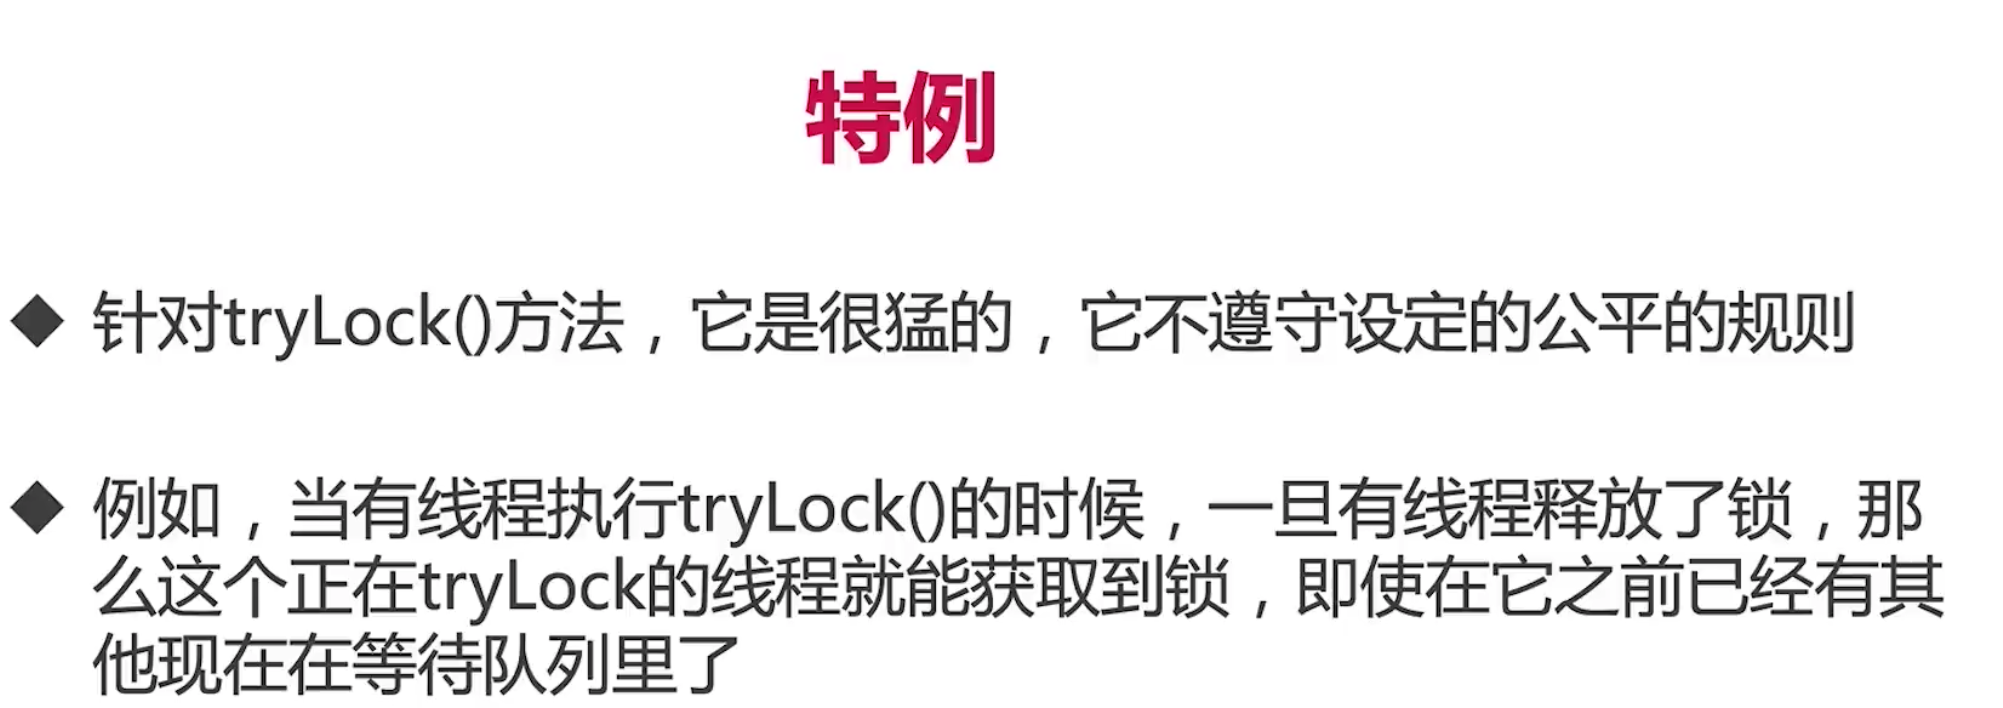 特例
◆ 针对tryLock()方法，它是很猛的，它不遵守设定的公平的规则
◆ 例如，当有线程执行tryLock()的时候，一旦有线程释放了锁，那
么这个正在tryLock的线程就能获取到锁，即使在它之前已经有其
他现在在等待队列里了